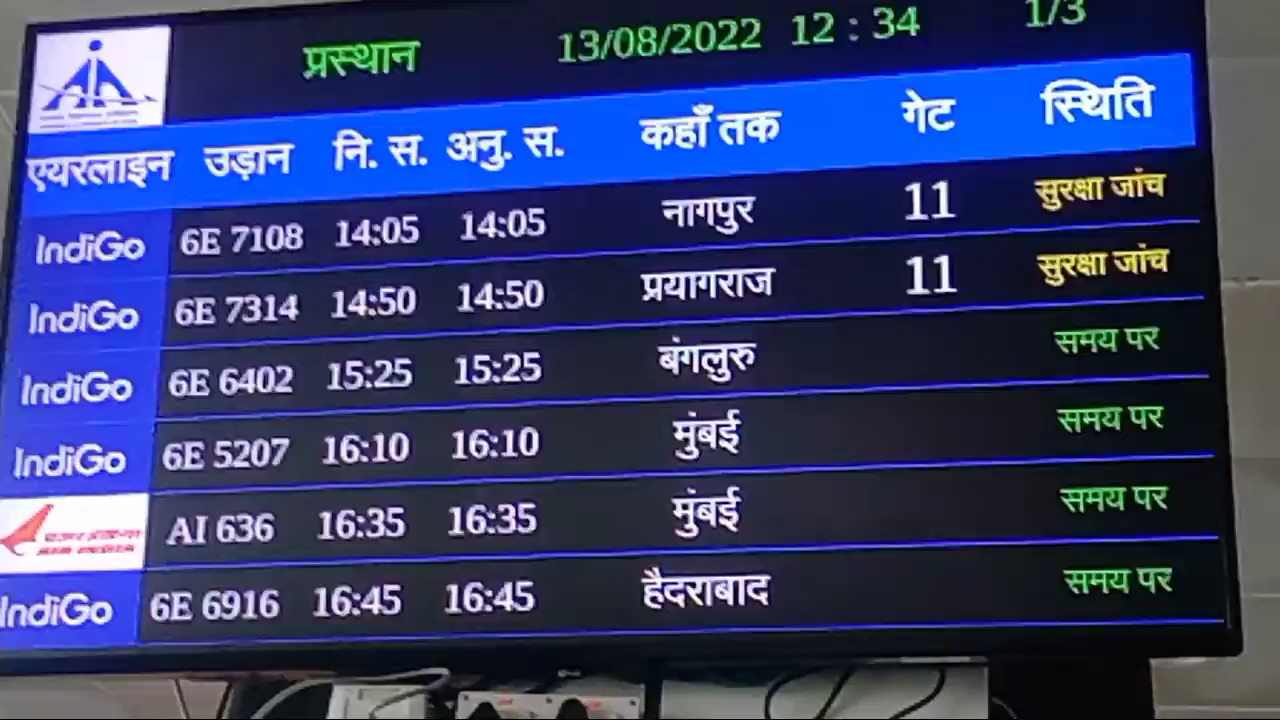 प्रस्थान 13/08/2022 12 : 34 1/3
एयरलाइन उड़ान नि. स. अनु. स. कहाँ तक गेट स्थिति
IndiGo 6E 7108 14:05 14:05 नागपुर 11 सुरक्षा जांच
IndiGo 6E 7314 14:50 14:50 प्रयागराज 11 सुरक्षा जांच
IndiGo 6E 6402 15:25 15:25 बंगलुरु समय पर
IndiGo 6E 5207 16:10 16:10 मुंबई समय पर
AI 636 16:35 16:35 मुंबई समय पर
IndiGo 6E 6916 16:45 16:45 हैदराबाद समय पर